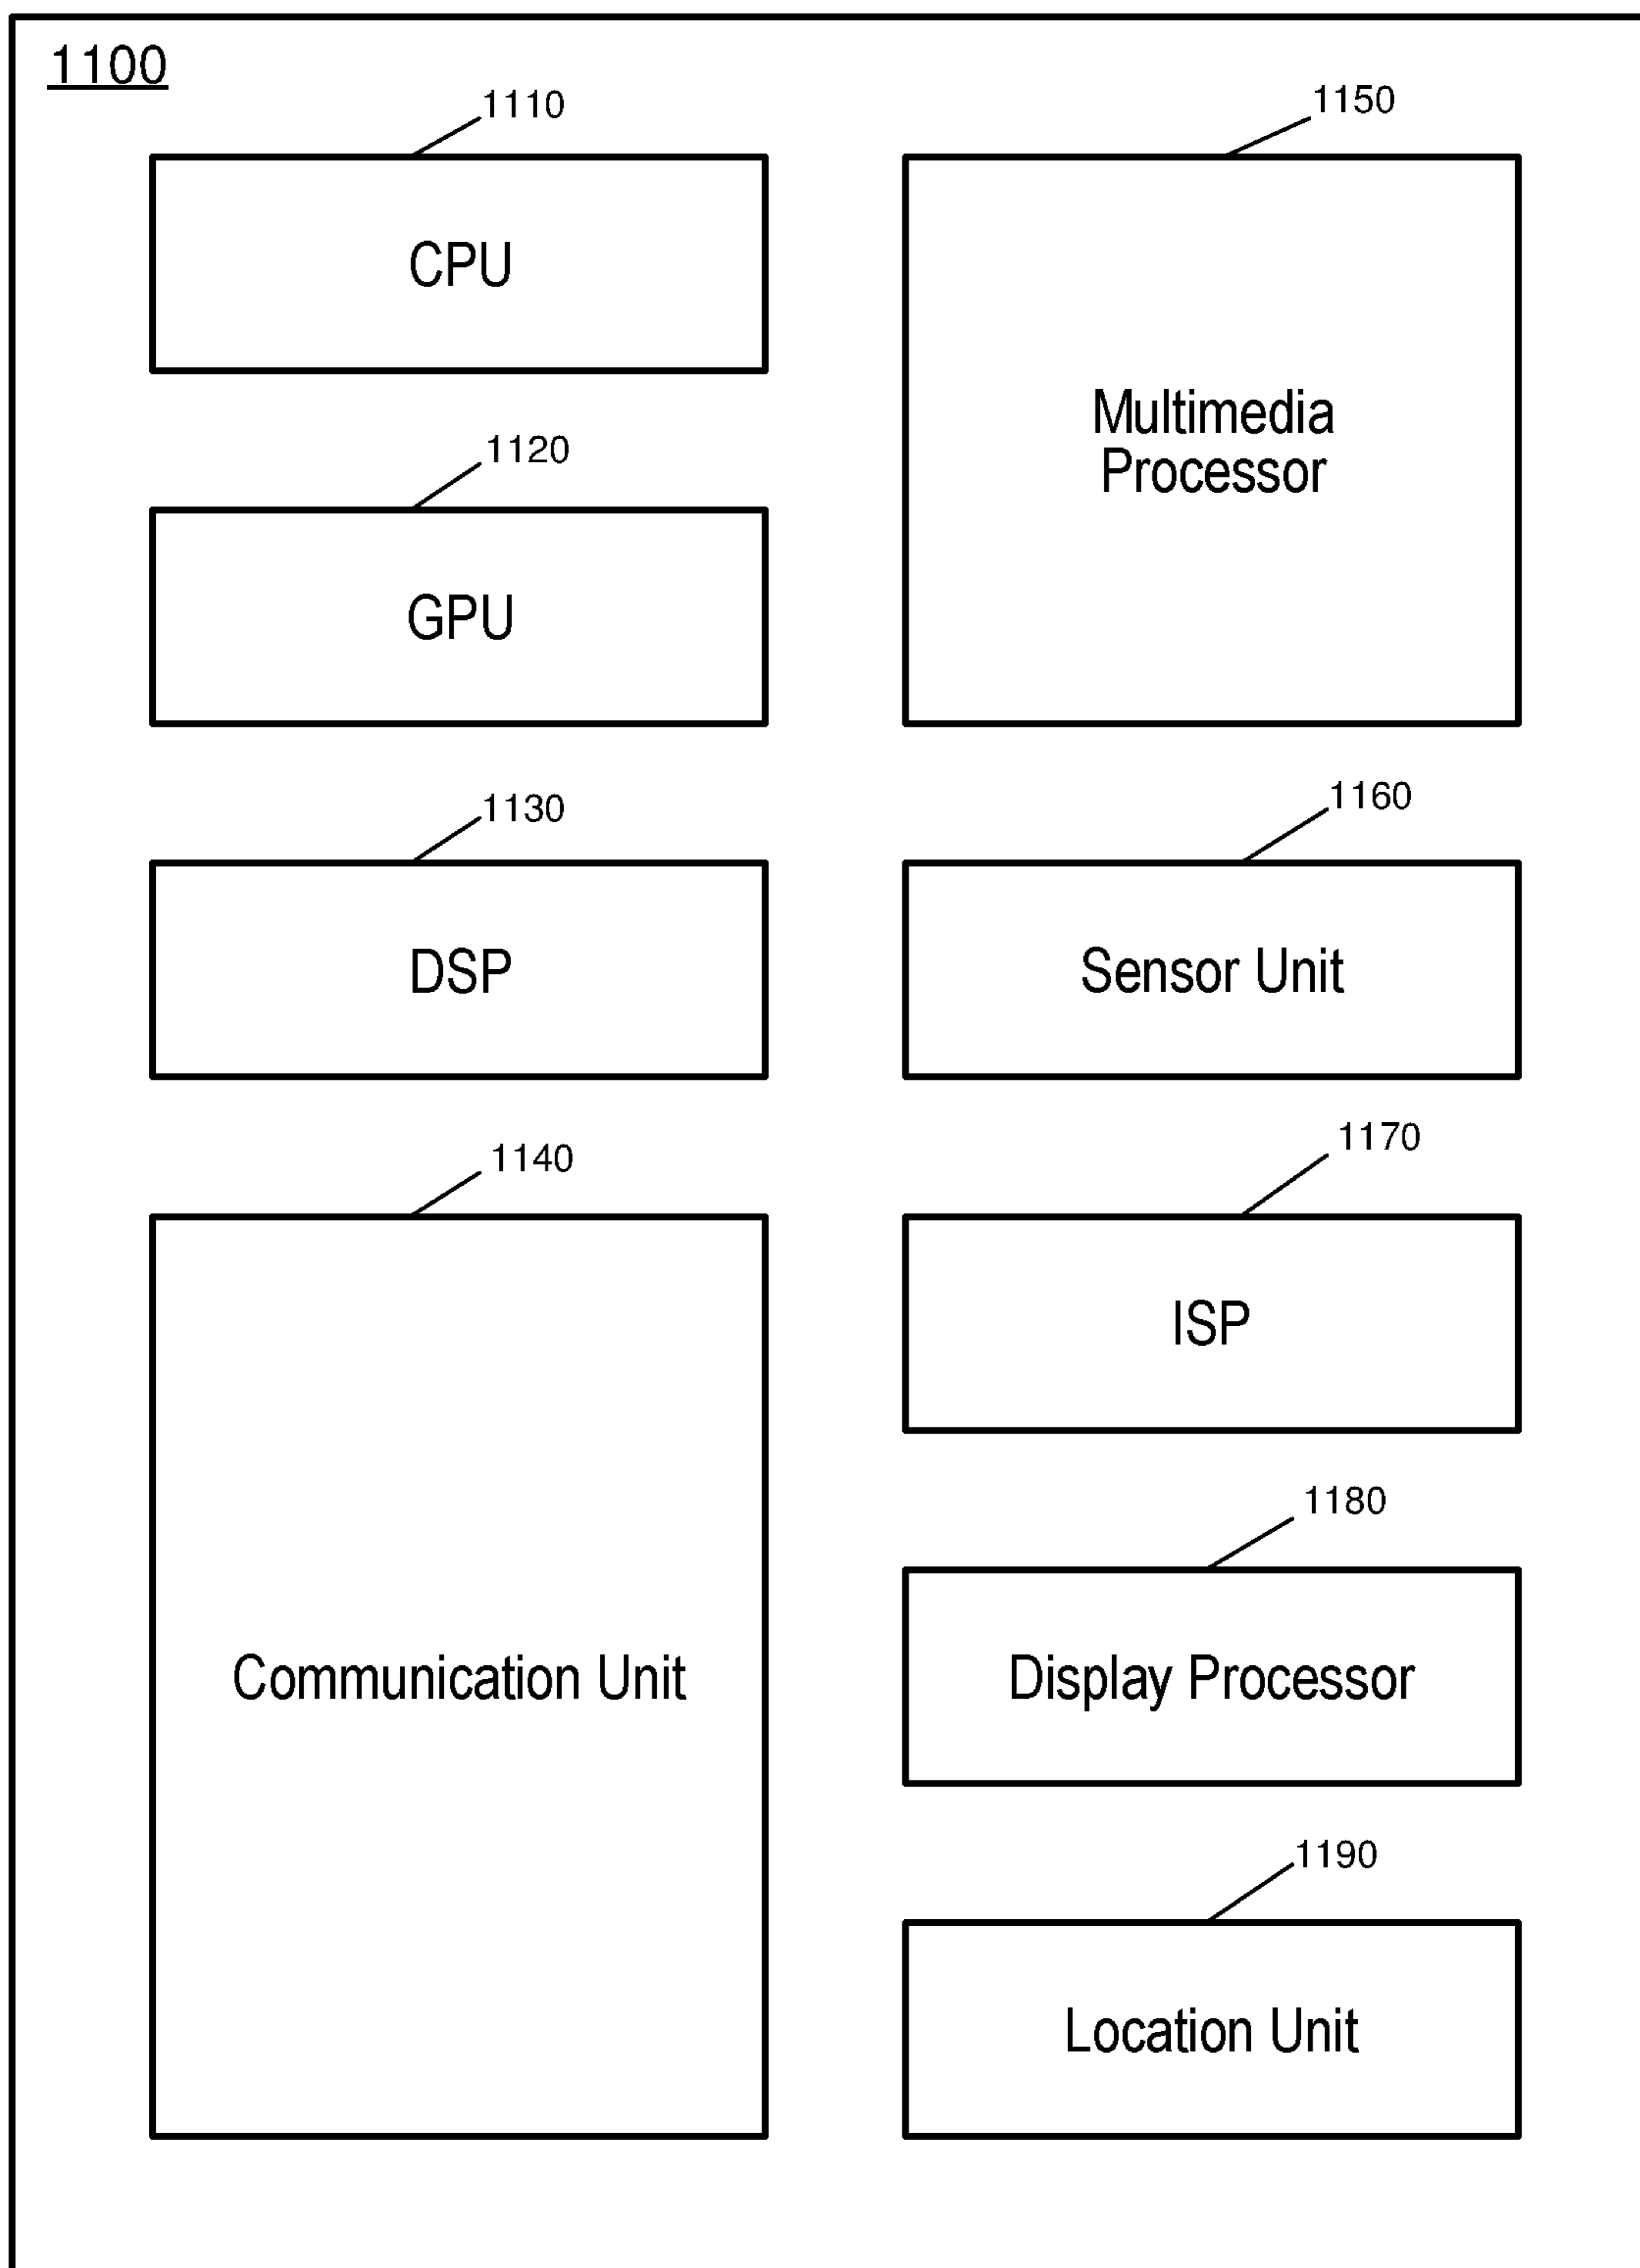 1100
1110
CPU
1120
GPU
1130
DSP
1140
Communication Unit
1150
Multimedia
Processor
1160
Sensor Unit
1170
ISP
1180
Display Processor
1190
Location Unit